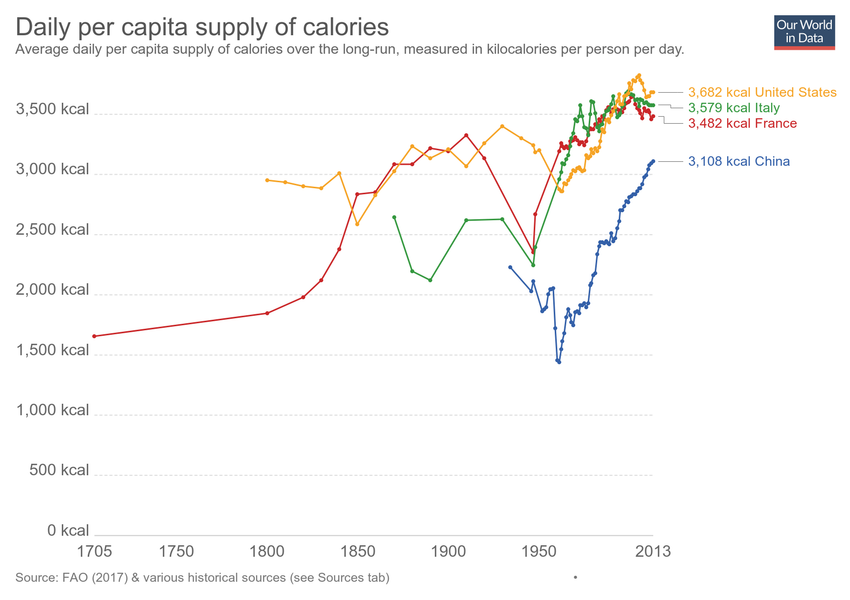 Daily per capita supply of calories
Average daily per capita supply of calories over the long-run, measured in kilocalories per person per day.
Our World
in Data
3,682 kcal United States
3,579 kcal Italy
3,482 kcal France
3,108 kcal China
3,500 kcal
3,000 kcal
2,500 kcal
2,000 kcal
1,500 kcal
1,000 kcal
500 kcal
0 kcal
1705 1750 1800 1850 1900 1950 2013
Source: FAO (2017) & various historical sources (see Sources tab)